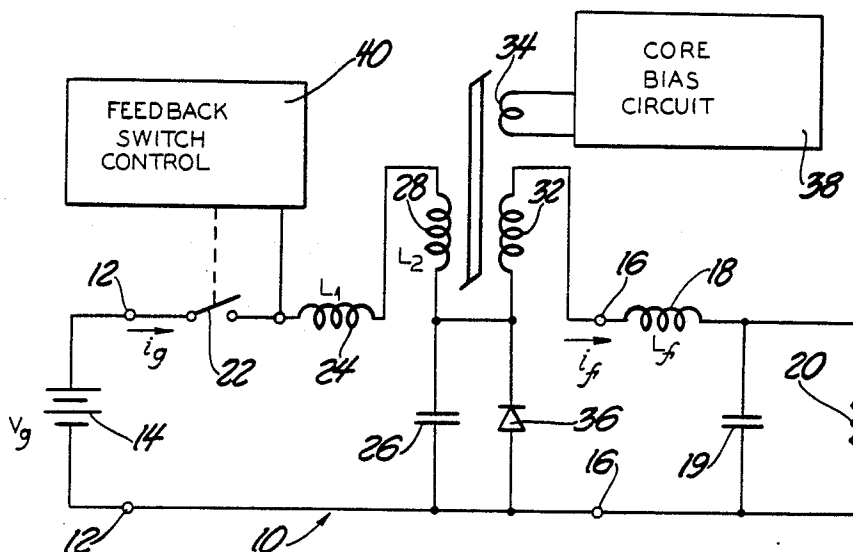 40
FEEDBACK
SWITCH
CONTROL
34
CORE
BIAS
CIRCUIT
38
28
L2
32
12
ig
22
L1
24
16
if
18
Lf
20
Vg
14
26
36
19
12
10
16